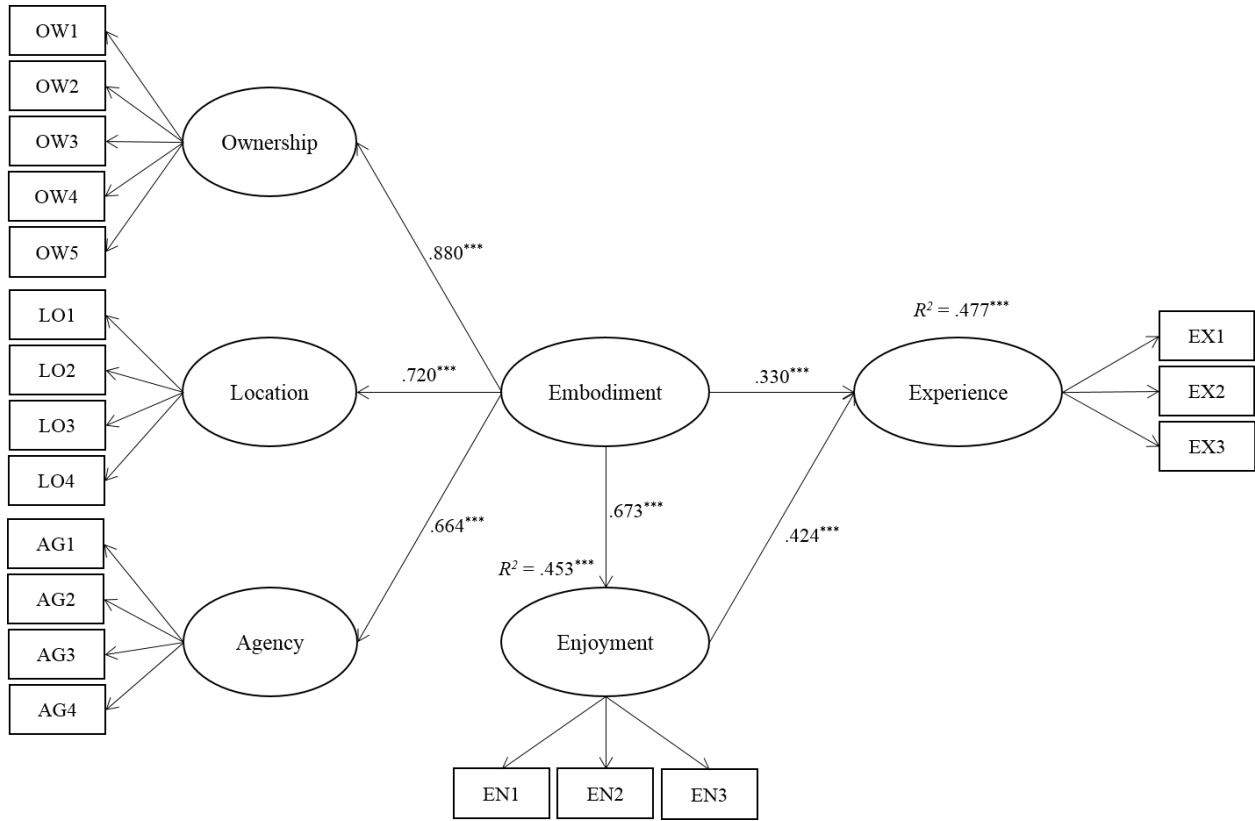 OW1
OW2
OW3
OW4
OW5
Ownership
.880***
LO1
LO2
LO3
LO4
Location
.720***
Embodiment
.330***
R² = .477***
Experience
EX1
EX2
EX3
.664***
.673***
.424***
AG1
AG2
AG3
AG4
Agency
R² = .453***
Enjoyment
EN1
EN2
EN3